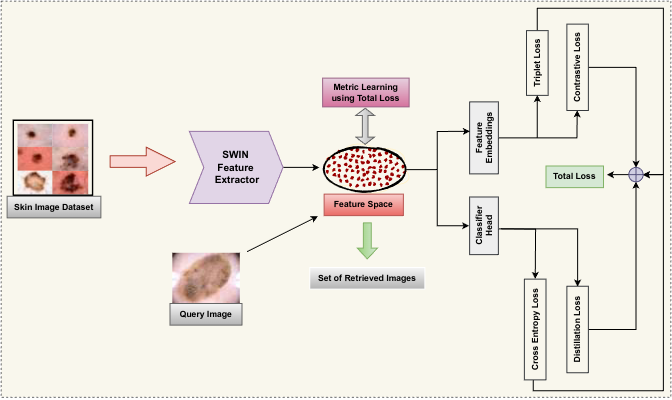 Skin Image Dataset
SWIN
Feature
Extractor
Query Image
Metric Learning
using Total Loss
Feature Space
Set of Retrieved Images
Feature
Embeddings
Classifier
Head
Triplet Loss
Contrastive Loss
Total Loss
Cross Entropy Loss
Distillation Loss